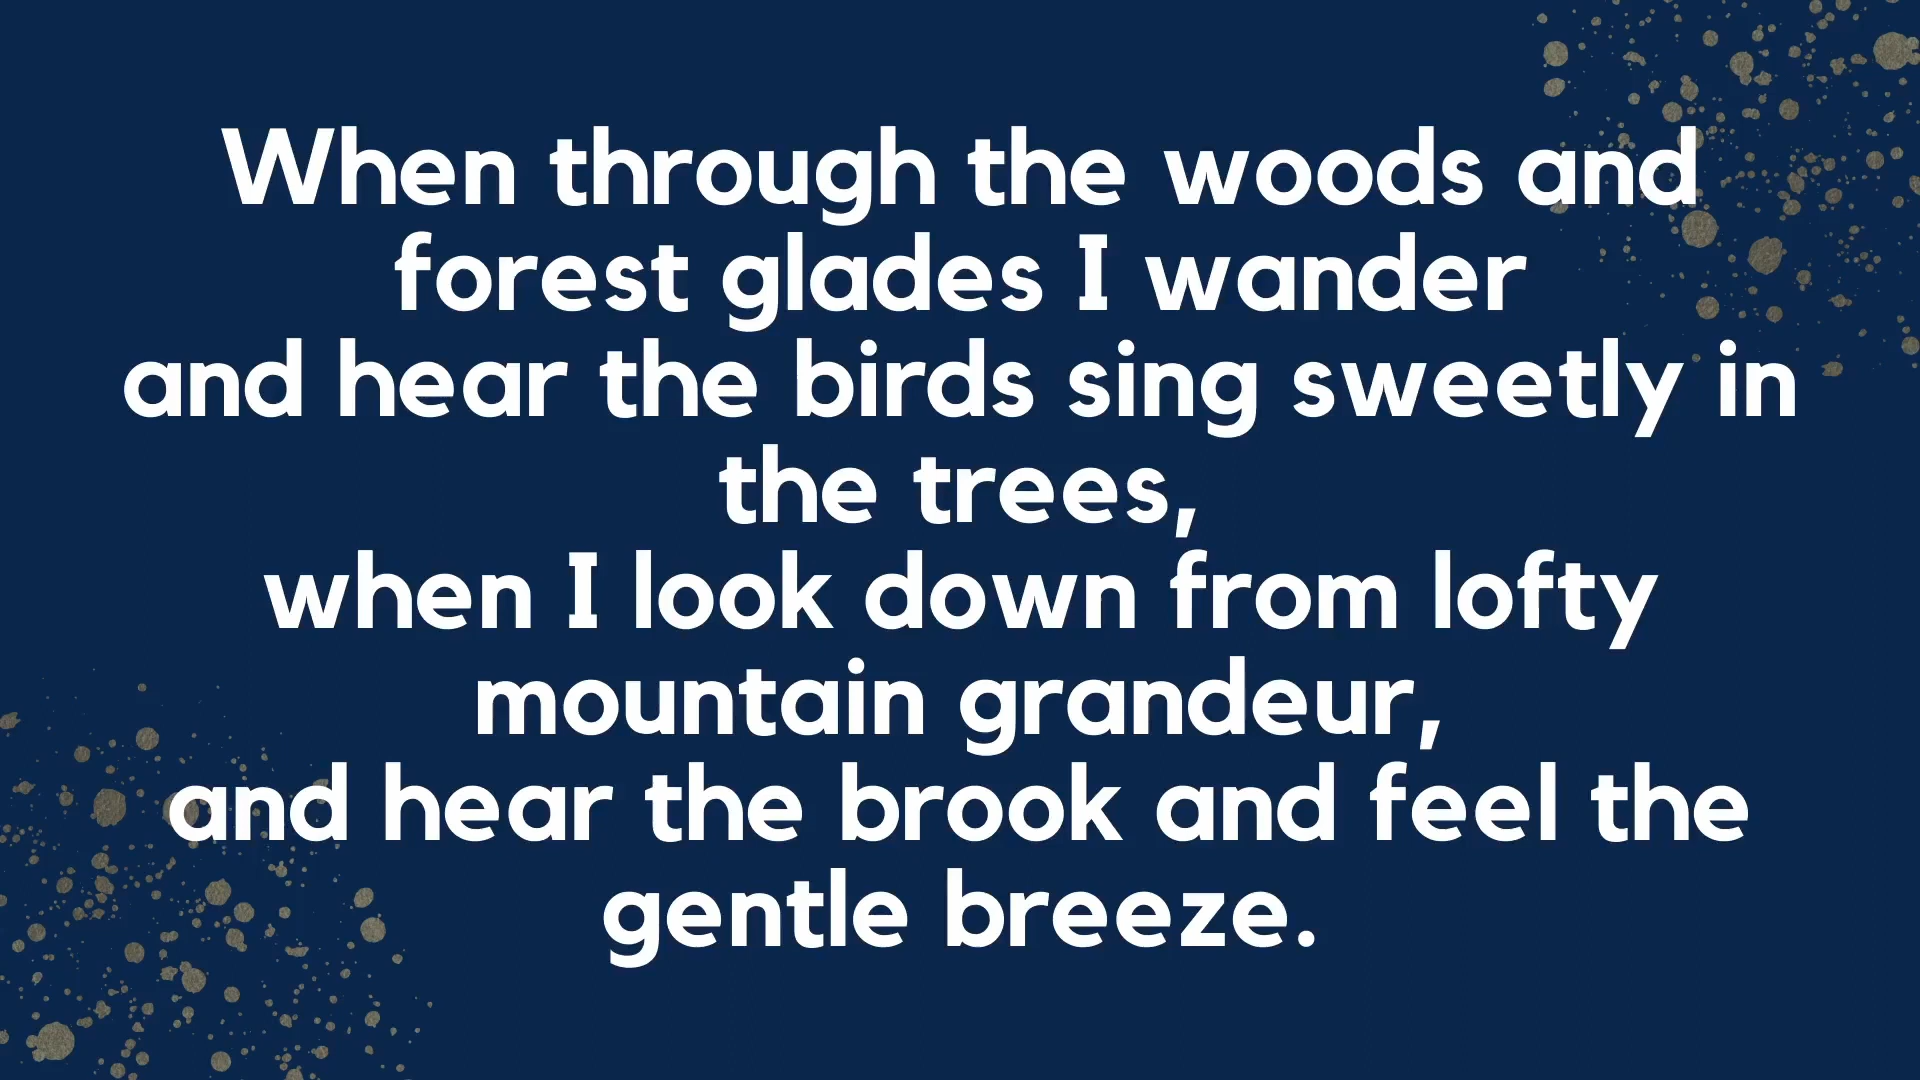 When through the woods and
forest glades I wander
and hear the birds sing sweetly in
the trees,
when I look down from lofty
mountain grandeur,
and hear the brook and feel the
gentle breeze.